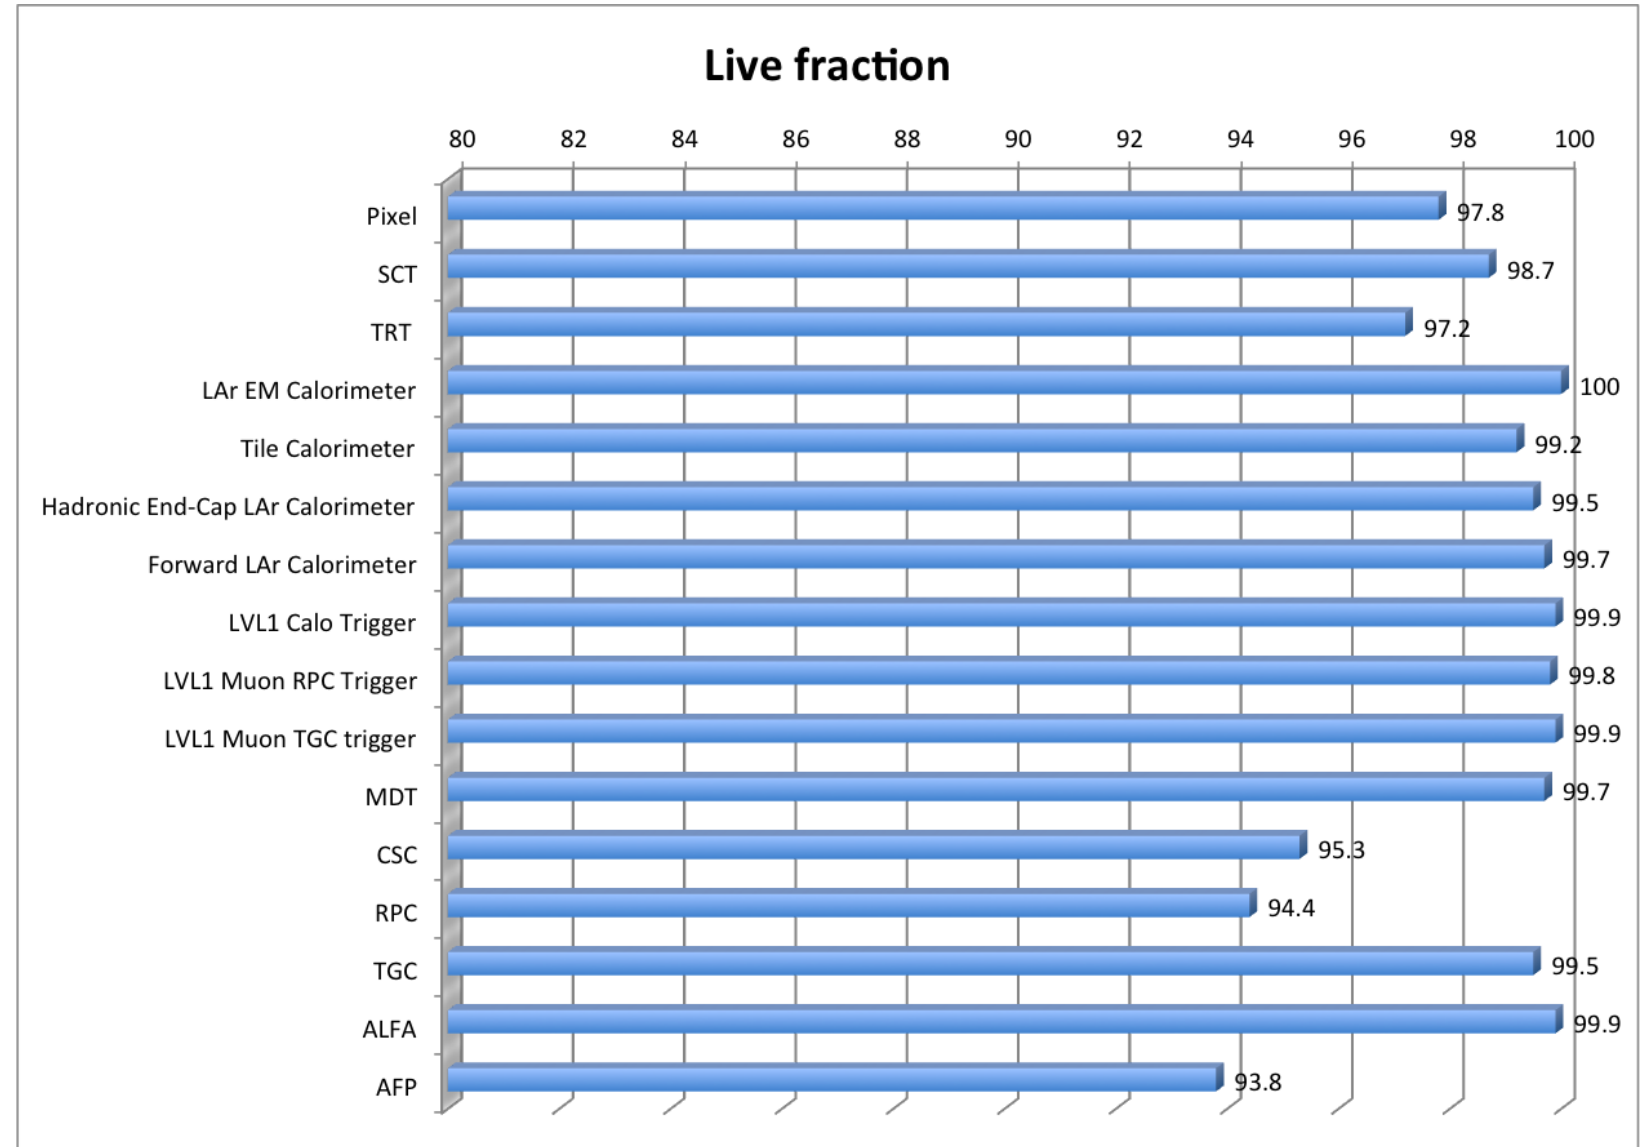 Live fraction
80 82 84 86 88 90 92 94 96 98 100
Pixel 97.8
SCT 98.7
TRT 97.2
LAr EM Calorimeter 100
Tile Calorimeter 99.2
Hadronic End-Cap LAr Calorimeter 99.5
Forward LAr Calorimeter 99.7
LVL1 Calo Trigger 99.9
LVL1 Muon RPC Trigger 99.8
LVL1 Muon TGC trigger 99.9
MDT 99.7
CSC 95.3
RPC 94.4
TGC 99.5
ALFA 99.9
AFP 93.8